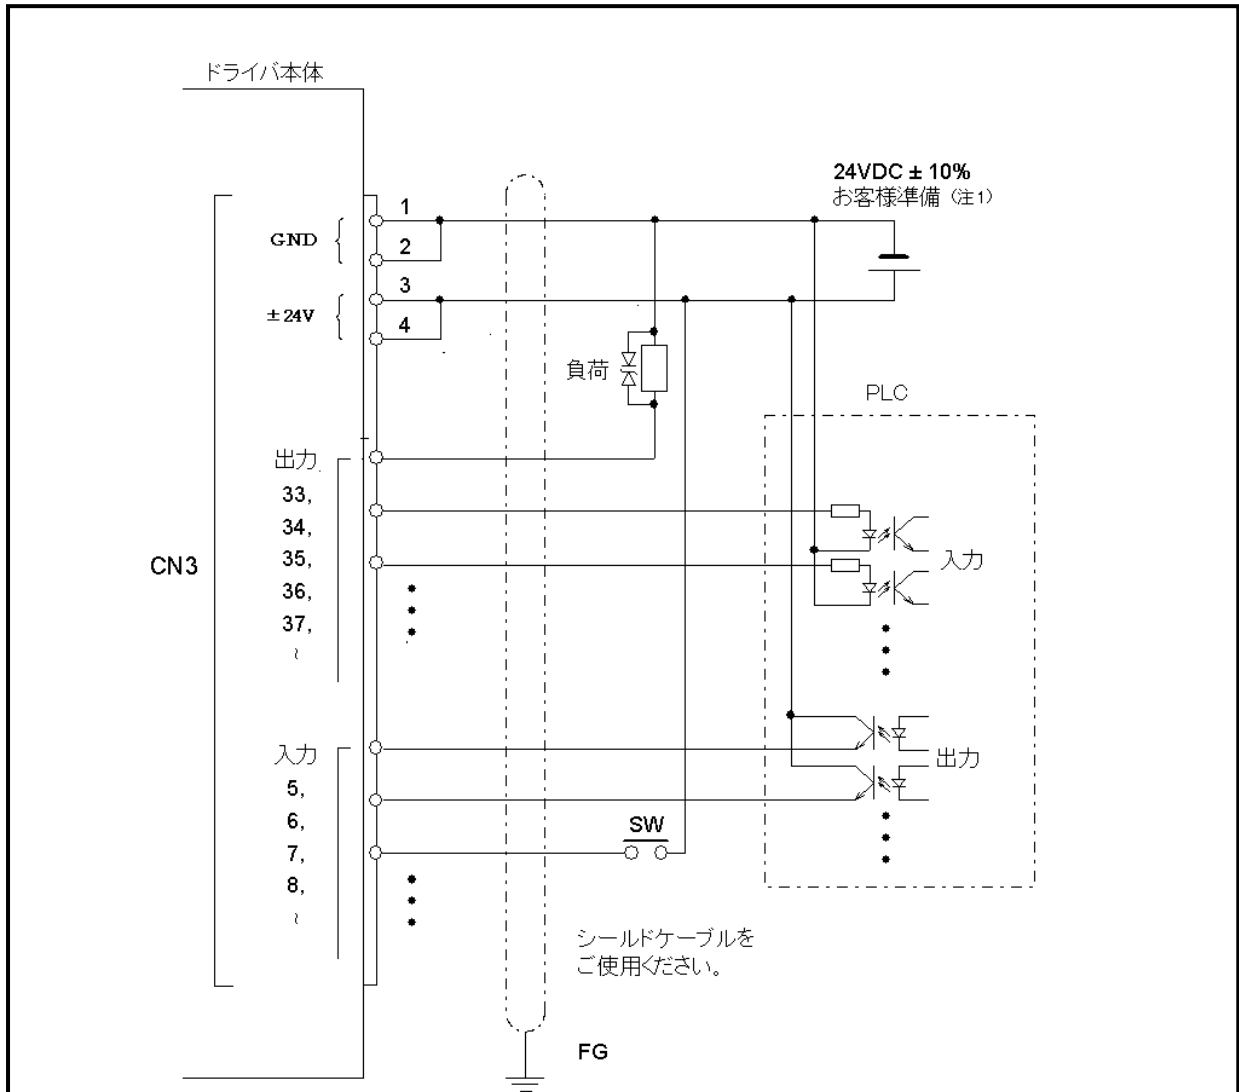 ドライバ本体
24VDC ± 10%
お客様準備（注1）
1
GND
2
3
± 24V
4
負荷
PLC
出力
33,
34,
35,
36,
37,
~
CN3
入力
入力
5,
6,
7,
8,
~
出力
SW
シールドケーブルを
ご使用ください。
FG